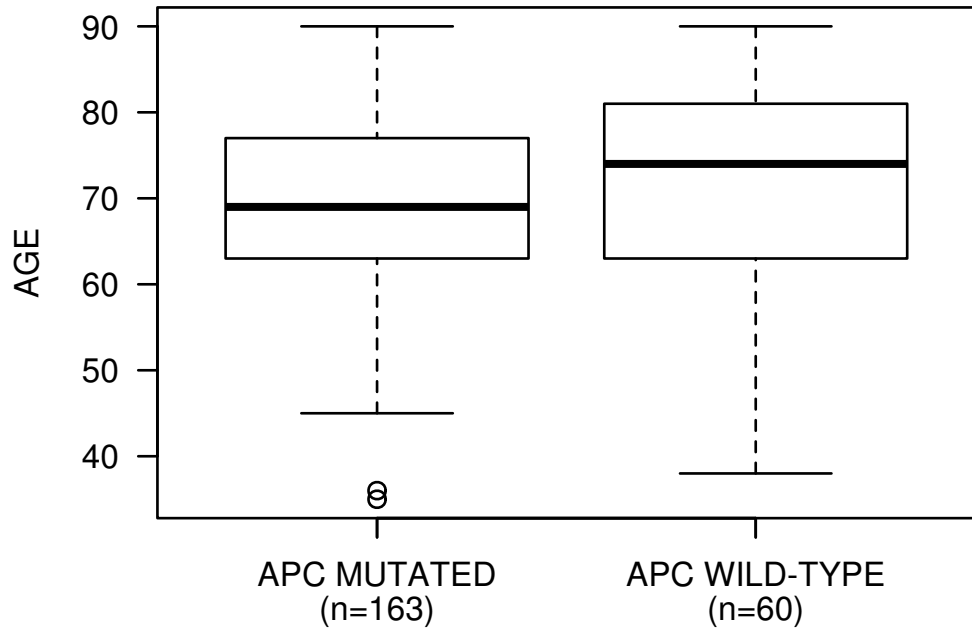 90
80
70
60
50
40
AGE
APC MUTATED
(n=163)
APC WILD-TYPE
(n=60)